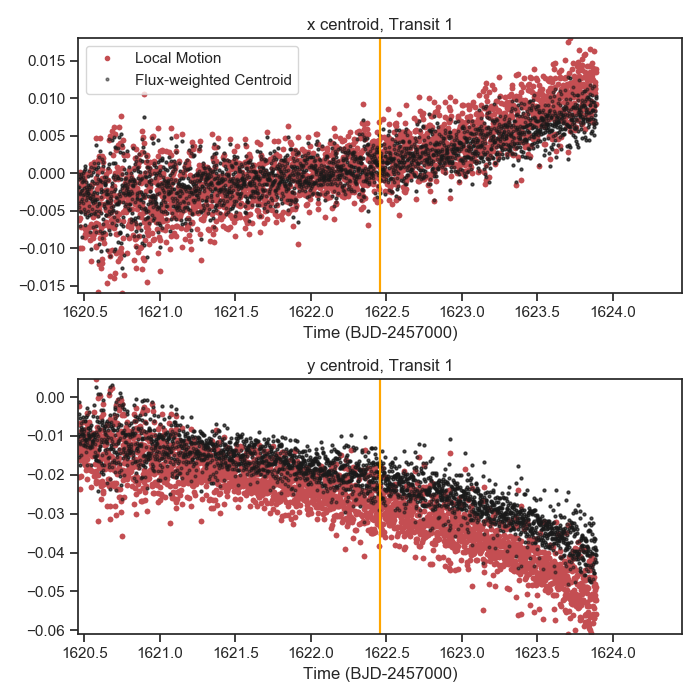 x centroid, Transit 1
Local Motion
Flux-weighted Centroid
0.015
0.010
0.005
0.000
−0.005
−0.010
−0.015
1620.5 1621.0 1621.5 1622.0 1622.5 1623.0 1623.5 1624.0
Time (BJD-2457000)
y centroid, Transit 1
0.00
−0.01
−0.02
−0.03
−0.04
−0.05
−0.06
1620.5 1621.0 1621.5 1622.0 1622.5 1623.0 1623.5 1624.0
Time (BJD-2457000)